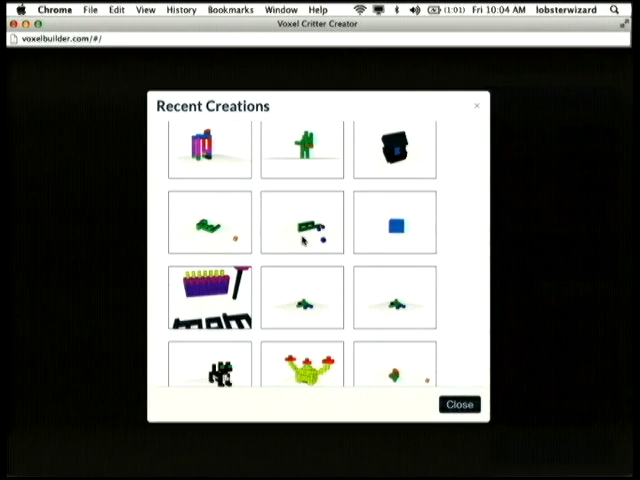 Chrome File Edit View History Bookmarks Window Help (1:01) Fri 10:04 AM lobsterwizard
Voxel Critter Creator
voxelbuilder.com/#/
Recent Creations
×
Close